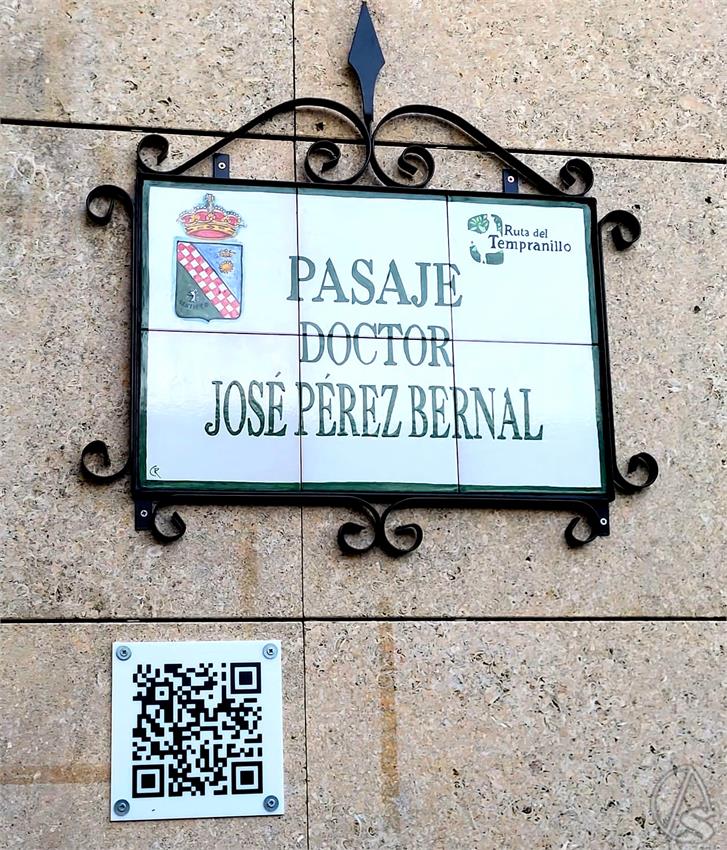 Ruta del
Tempranillo
PASAJE
DOCTOR
JOSÉ PÉREZ BERNAL